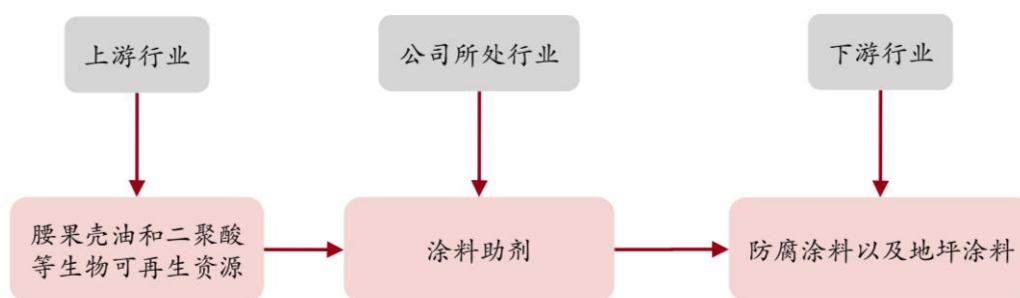 上游行业
公司所处行业
下游行业
腰果壳油和二聚酸
等生物可再生资源
涂料助剂
防腐涂料以及地坪涂料